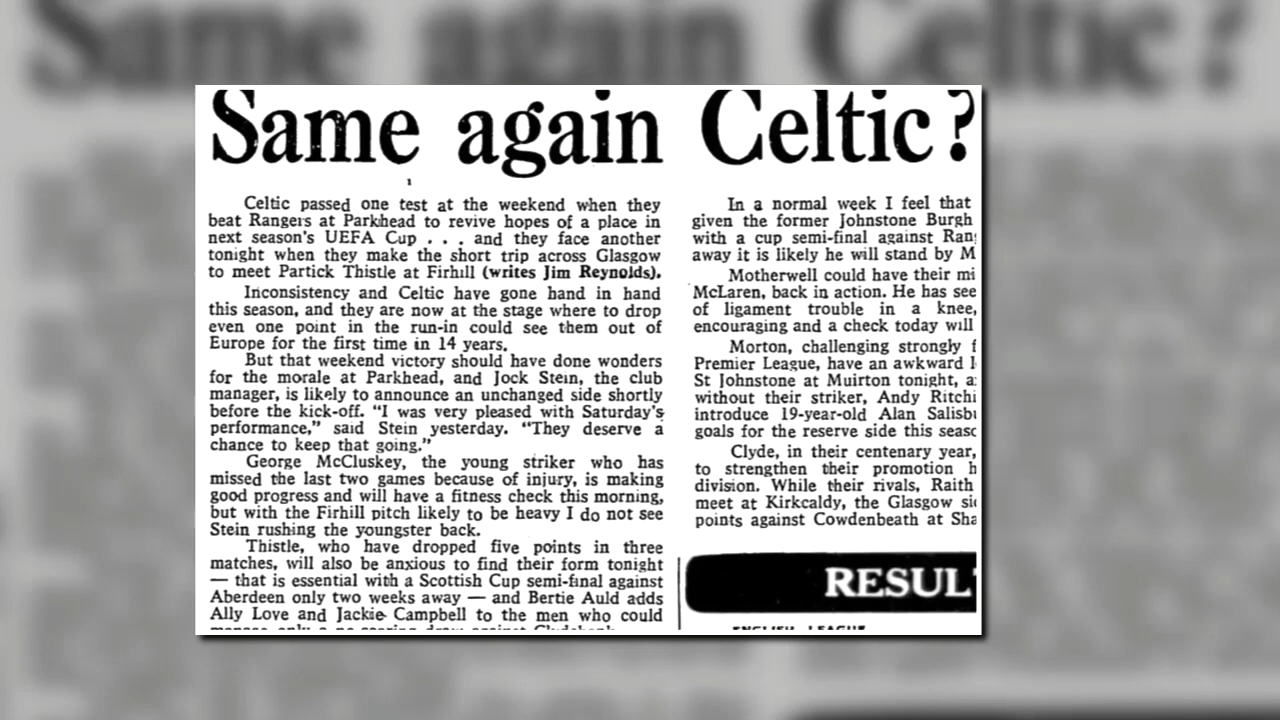 Same again Celtic?
Celtic passed one test at the weekend when they
beat Rangers at Parkhead to revive hopes of a place in
next season's UEFA Cup . . . and they face another
tonight when they make the short trip across Glasgow
to meet Partick Thistle at Firhill (writes Jim Reynolds).
Inconsistency and Celtic have gone hand in hand
this season, and they are now at the stage where to drop
even one point in the run-in could see them out of
Europe for the first time in 14 years.
But that weekend victory should have done wonders
for the morale at Parkhead, and Jock Stein, the club
manager, is likely to announce an unchanged side shortly
before the kick-off. “I was very pleased with Saturday's
performance,” said Stein yesterday. “They deserve a
chance to keep that going.”
George McCluskey, the young striker who has
missed the last two games because of injury, is making
good progress and will have a fitness check this morning,
but with the Firhill pitch likely to be heavy I do not see
Stein rushing the youngster back.
Thistle, who have dropped five points in three
matches, will also be anxious to find their form tonight
— that is essential with a Scottish Cup semi-final against
Aberdeen only two weeks away — and Bertie Auld adds
Ally Love and Jackie Campbell to the men who could
In a normal week I feel that
given the former Johnstone Burgh
with a cup semi-final against Ran
away it is likely he will stand by M
Motherwell could have their mi
McLaren, back in action. He has see
of ligament trouble in a knee,
encouraging and a check today will
Morton, challenging strongly f
Premier League, have an awkward l
St Johnstone at Muirton tonight, a
without their striker, Andy Ritchi
introduce 19-year-old Alan Salisb
goals for the reserve side this seas
Clyde, in their centenary year,
to strengthen their promotion h
division. While their rivals, Raith
meet at Kirkcaldy, the Glasgow si
points against Cowdenbeath at Sha
RESUL